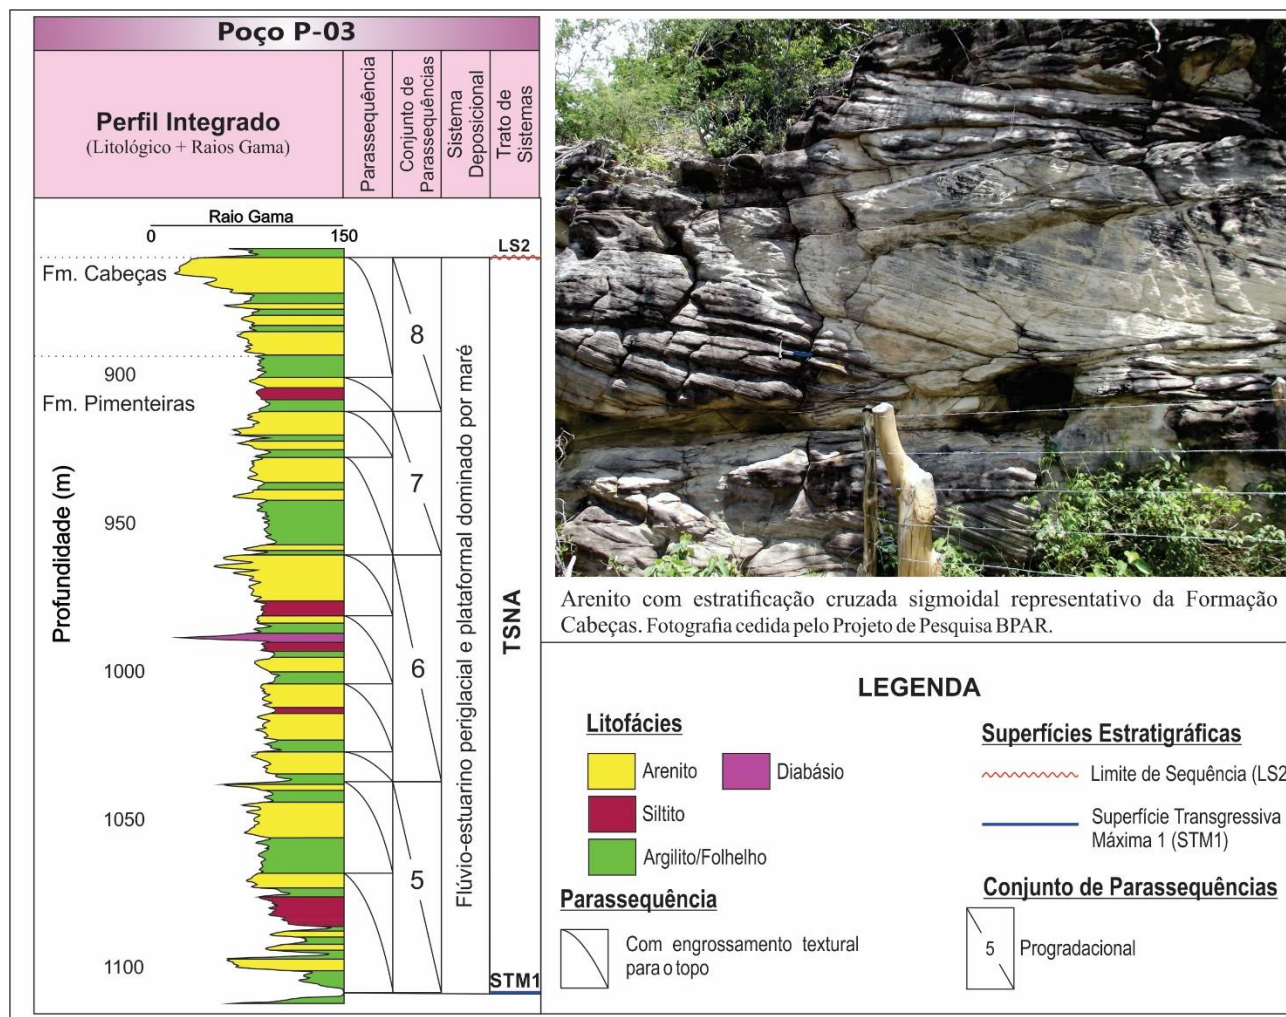 Poço P-03
Perfil Integrado
(Litológico + Raios Gama)
Parassequência
Conjunto de
Parassequências
Sistema
Deposicional
Trato de
Sistemas
Raio Gama
0 150
LS2
Fm. Cabeças
8
900
Fm. Pimenteiras
7
Profundidade (m)
950
6
1000
1050
5
1100
Flúvio-estuarino periglacial e plataformal dominado por maré
TSNA
STM1
Arenito com estratificação cruzada sigmoidal representativo da Formação
Cabeças. Fotografia cedida pelo Projeto de Pesquisa BPAR.
LEGENDA
Litofácies
Arenito
Diabásio
Siltito
Argilito/Folhelho
Parassequência
Com engrossamento textural
para o topo
Superfícies Estratigráficas
Limite de Sequência (LS2
Superfície Transgressiva
Máxima 1 (STM1)
Conjunto de Parassequências
5 Progradacional